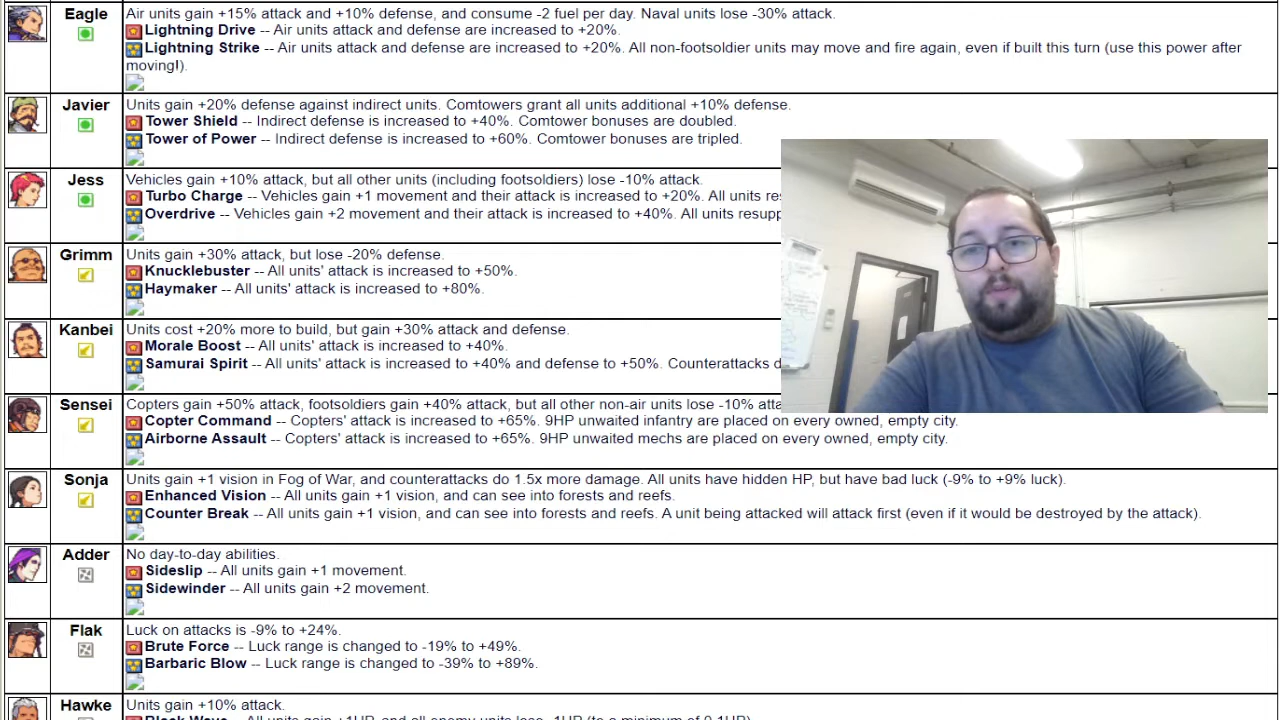 Eagle
Air units gain +15% attack and +10% defense, and consume -2 fuel per day. Naval units lose -30% attack.
Lightning Drive -- Air units attack and defense are increased to +20%.
Lightning Strike -- Air units attack and defense are increased to +20%. All non-footsoldier units may move and fire again, even if built this turn (use this power after
moving!).
Javier
Units gain +20% defense against indirect units. Comtowers grant all units additional +10% defense.
Tower Shield -- Indirect defense is increased to +40%. Comtower bonuses are doubled.
Tower of Power -- Indirect defense is increased to +60%. Comtower bonuses are tripled.
Jess
Vehicles gain +10% attack, but all other units (including footsoldiers) lose -10% attack.
Turbo Charge -- Vehicles gain +1 movement and their attack is increased to +20%. All units
Overdrive -- Vehicles gain +2 movement and their attack is increased to +40%. All units
Grimm
Units gain +30% attack, but lose -20% defense.
Knucklebuster -- All units' attack is increased to +50%.
Haymaker -- All units' attack is increased to +80%.
Kanbei
Units cost +20% more to build, but gain +30% attack and defense.
Morale Boost -- All units' attack is increased to +40%.
Samurai Spirit -- All units' attack is increased to +40% and defense to +50%. Counterattacks
Sensei
Copters gain +50% attack, footsoldiers gain +40% attack, but all other non-air units lose -10%
Copter Command -- Copters' attack is increased to +65%. 9HP unwaited infantry are placed on every owned, empty city.
Airborne Assault -- Copters' attack is increased to +65%. 9HP unwaited mechs are placed on every owned, empty city.
Sonja
Units gain +1 vision in Fog of War, and counterattacks do 1.5x more damage. All units have hidden HP, but have bad luck (-9% to +9% luck).
Enhanced Vision -- All units gain +1 vision, and can see into forests and reefs.
Counter Break -- All units gain +1 vision, and can see into forests and reefs. A unit being attacked will attack first (even if it would be destroyed by the attack).
Adder
No day-to-day abilities.
Sideslip -- All units gain +1 movement.
Sidewinder -- All units gain +2 movement.
Flak
Luck on attacks is -9% to +24%.
Brute Force -- Luck range is changed to -19% to +49%.
Barbaric Blow -- Luck range is changed to -39% to +89%.
Hawke
Units gain +10% attack.
Black Wave -- All units gain +1HP, and all enemy units lose -1HP (to a minimum of 0.1HP).